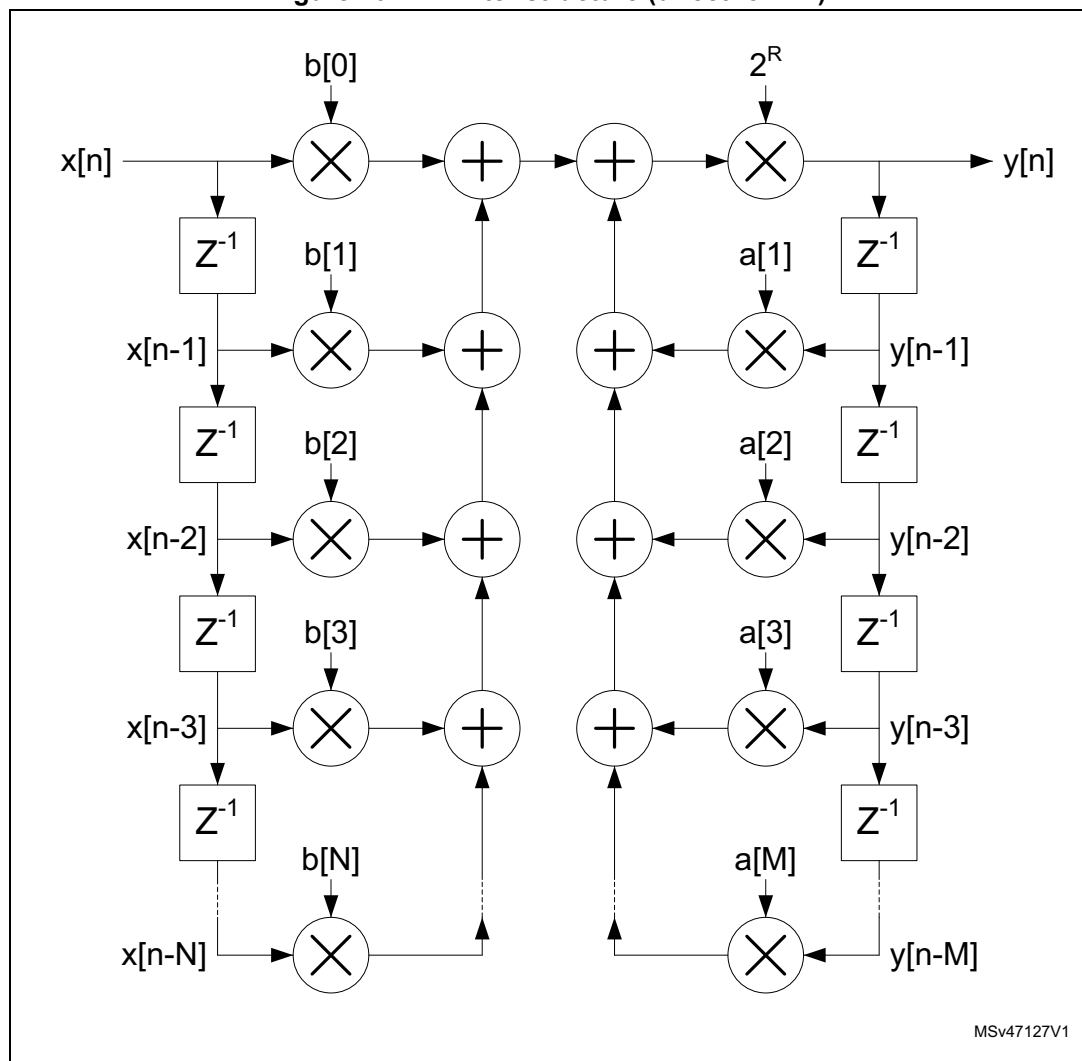 b[0] 2^R
x[n] y[n]
Z^-1 Z^-1
b[1] a[1]
x[n-1] y[n-1]
Z^-1 Z^-1
b[2] a[2]
x[n-2] y[n-2]
Z^-1 Z^-1
b[3] a[3]
x[n-3] y[n-3]
Z^-1 Z^-1
b[N] a[M]
x[n-N] y[n-M]
MSv47127V1